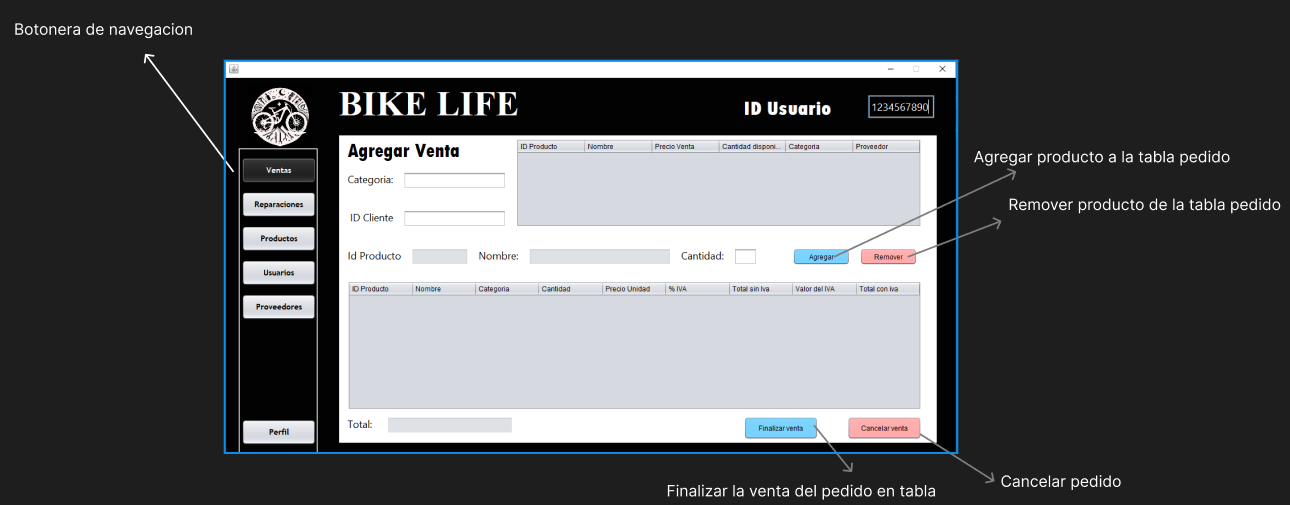 Botonera de navegacion
BIKE LIFE
ID Usuario
1234567890
Ventas
Reparaciones
Productos
Usuarios
Proveedores
Perfil
Agregar Venta
Categoria:
ID Cliente
ID Producto Nombre Precio Venta Cantidad disponi... Categoria Proveedor
Id Producto Nombre: Cantidad: Agregar Remover
ID Producto Nombre Categoria Cantidad Precio Unidad % IVA Total sin Iva Valor del IVA Total con iva
Total: Finalizar venta Cancelar venta
Agregar producto a la tabla pedido
Remover producto de la tabla pedido
Cancelar pedido
Finalizar la venta del pedido en tabla